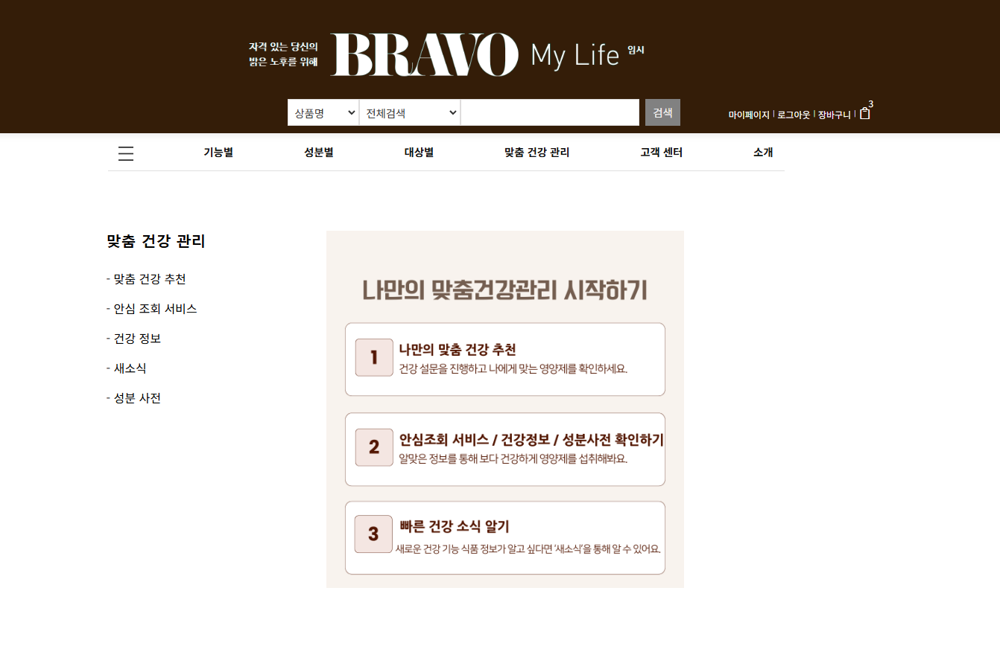 자격 있는 당신의
밝은 노후를 위해
BRAVO My Life 임시
상품명 전체검색 검색
마이페이지 | 로그아웃 | 장바구니 | 3
기능별 성분별 대상별 맞춤 건강 관리 고객 센터 소개
맞춤 건강 관리
- 맞춤 건강 추천
- 안심 조회 서비스
- 건강 정보
- 새소식
- 성분 사전
나만의 맞춤건강관리 시작하기
1 나만의 맞춤 건강 추천
건강 설문을 진행하고 나에게 맞는 영양제를 확인하세요.
2 안심조회 서비스 / 건강정보 / 성분사전 확인하기
알맞은 정보를 통해 보다 건강하게 영양제를 섭취해봐요.
3 빠른 건강 소식 알기
새로운 건강 기능 식품 정보가 알고 싶다면 '새소식'을 통해 알 수 있어요.